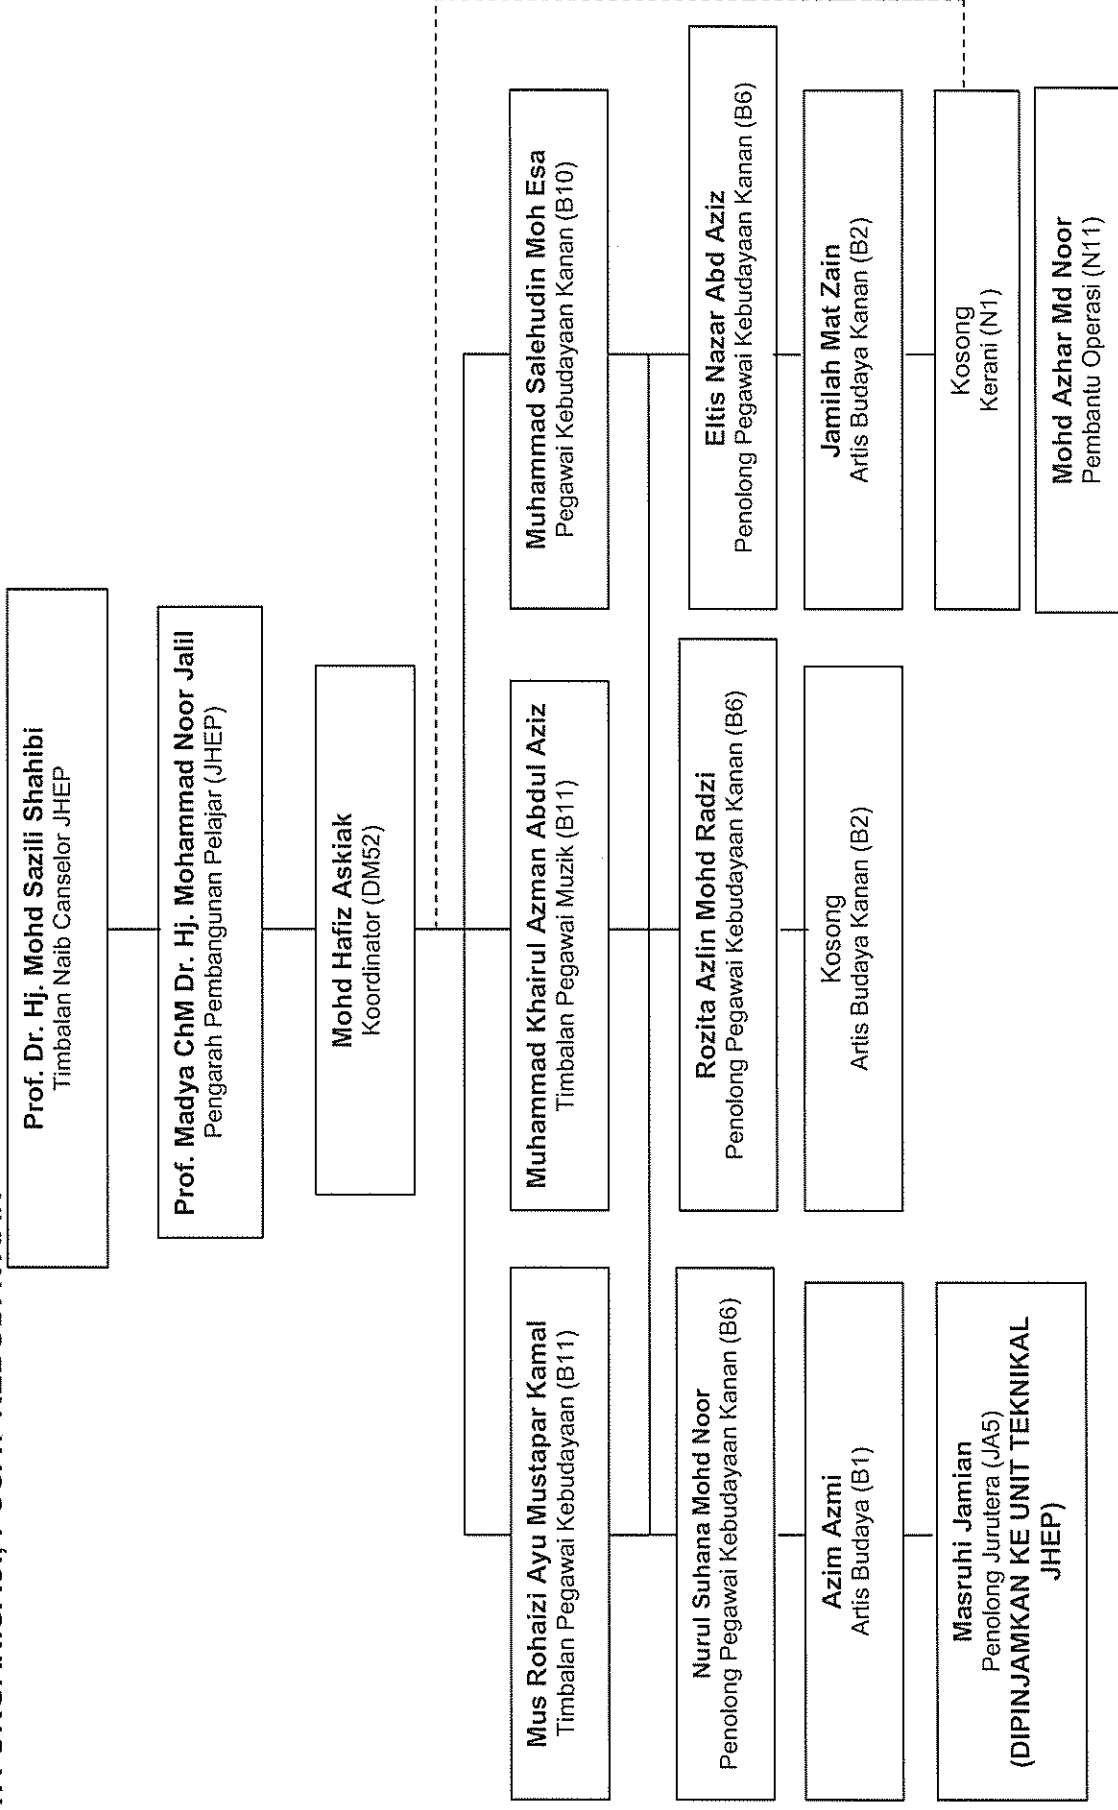 Prof. Dr. Hj. Mohd Sazili Shahibi
Timbalan Naib Canselor JHEP
Prof. Madya ChM Dr. Hj. Mohammad Noor Jalil
Pengarah Pembangunan Pelajar (JHEP)
Mohd Hafiz Askiak
Koordinator (DM52)
Mus Rohaizi Ayu Mustapar Kamal
Timbalan Pegawai Kebudayaan (B11)
Muhammad Khairul Azman Abdul Aziz
Timbalan Pegawai Muzik (B11)
Muhammad Salehudin Moh Esa
Pegawai Kebudayaan Kanan (B10)
Nurul Suhana Mohd Noor
Penolong Pegawai Kebudayaan Kanan (B6)
Rozita Azlin Mohd Radzi
Penolong Pegawai Kebudayaan Kanan (B6)
Eltis Nazar Abd Aziz
Penolong Pegawai Kebudayaan Kanan (B6)
Azim Azmi
Artis Budaya (B1)
Kosong
Artis Budaya Kanan (B2)
Jamilah Mat Zain
Artis Budaya Kanan (B2)
Masruhi Jamian
Penolong Jurutera (JA5)
(DIPINJAMKAN KE UNIT TEKNIKAL
JHEP)
Kosong
Kerani (N1)
Mohd Azhar Md Noor
Pembantu Operasi (N11)